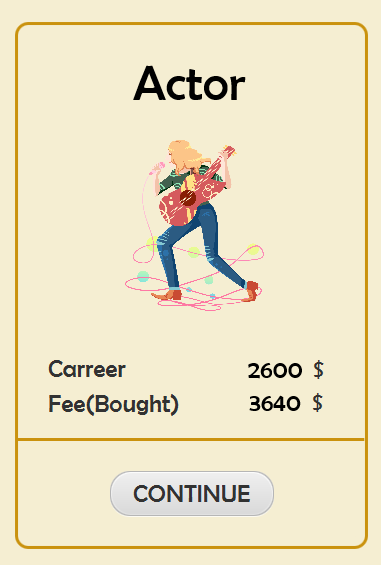 Actor
Carreer 2600 $
Fee(Bought) 3640 $
CONTINUE